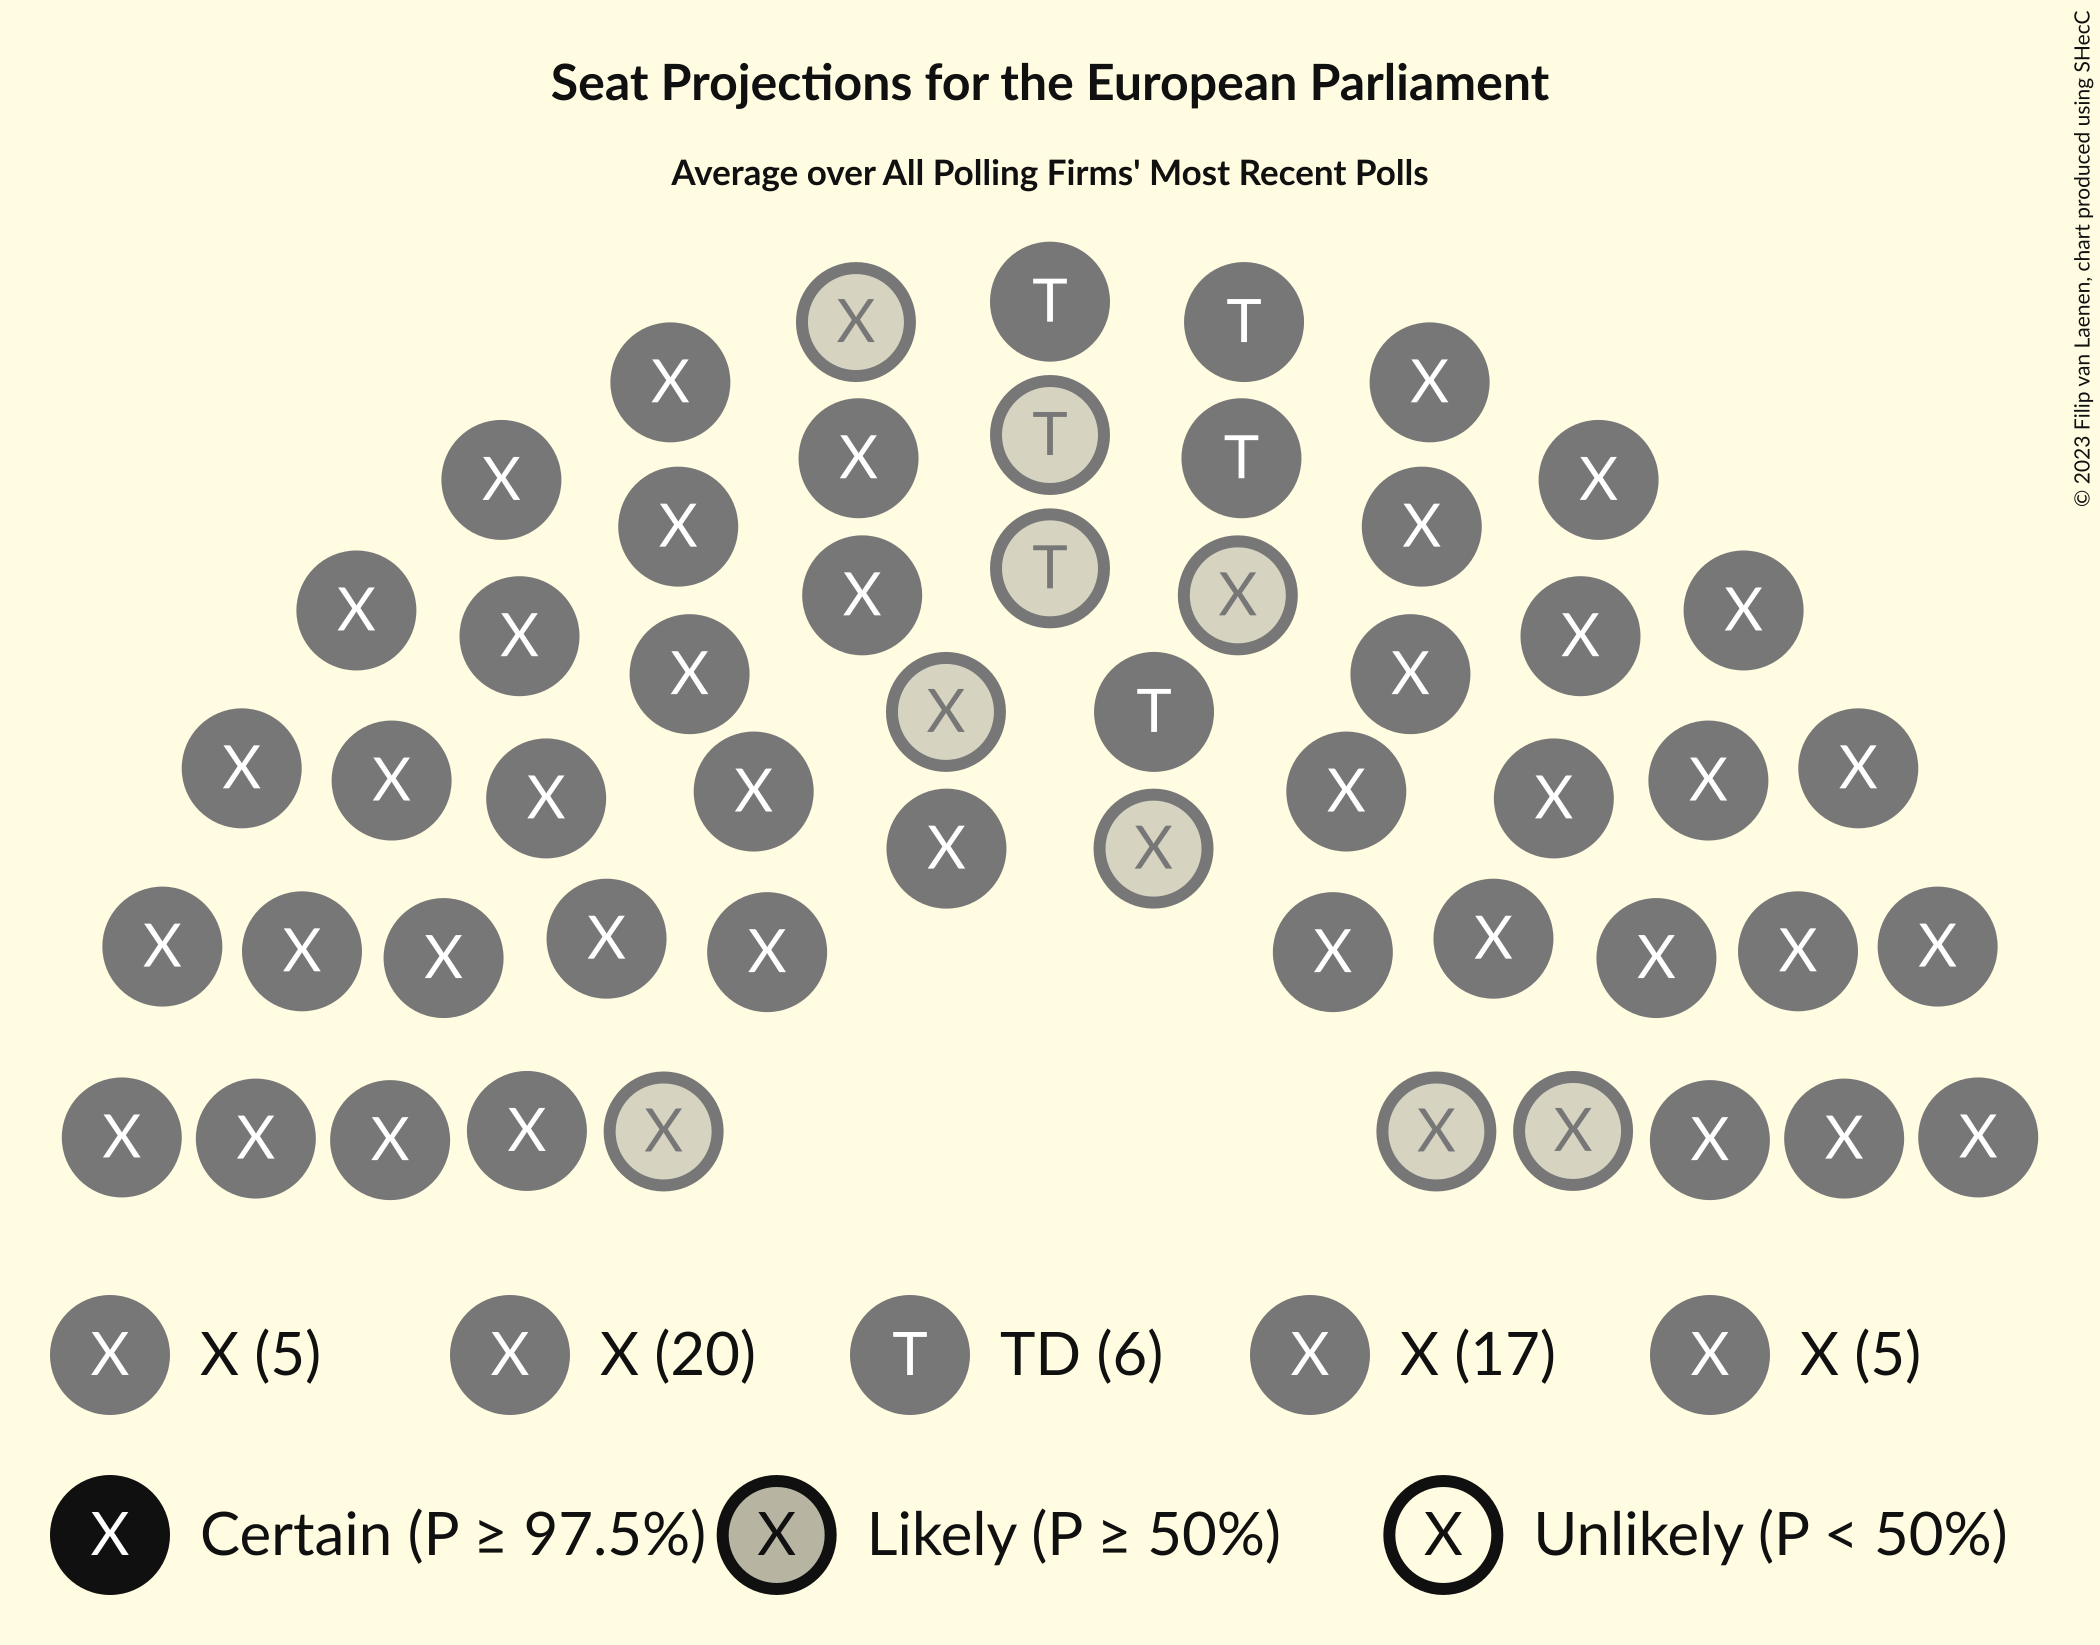 Seat Projections for the European Parliament
Average over All Polling Firms' Most Recent Polls
© 2023 Filip van Laenen, chart produced using SHecC
X T T
X X
X T T
X X
X X T X X
X X X X
X T
X X X X X X X X
X X
X X X X X X X X X X
X X X X X X X X X X
X X (5) X X (20) T TD (6) X X (17) X X (5)
X Certain (P ≥ 97.5%) X Likely (P ≥ 50%) X Unlikely (P < 50%)